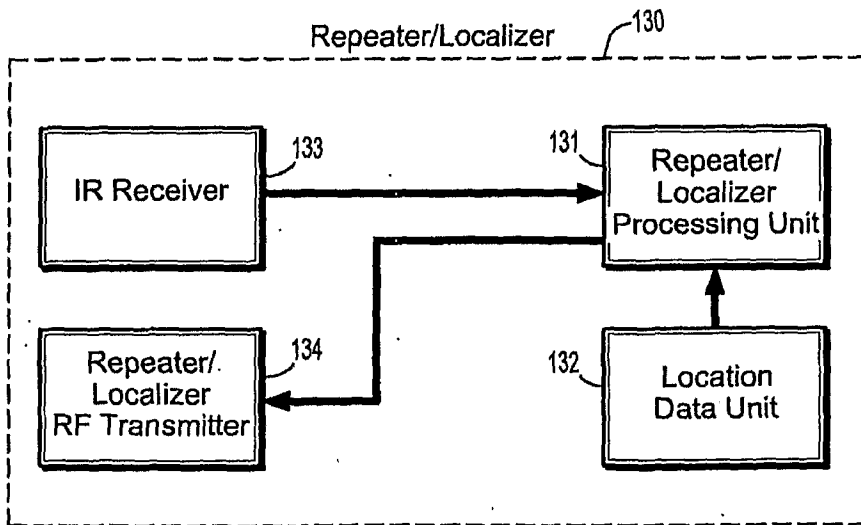 Repeater/Localizer
130
IR Receiver
133
131
Repeater/
Localizer
Processing Unit
Repeater/
Localizer
RF Transmitter
134
132
Location
Data Unit